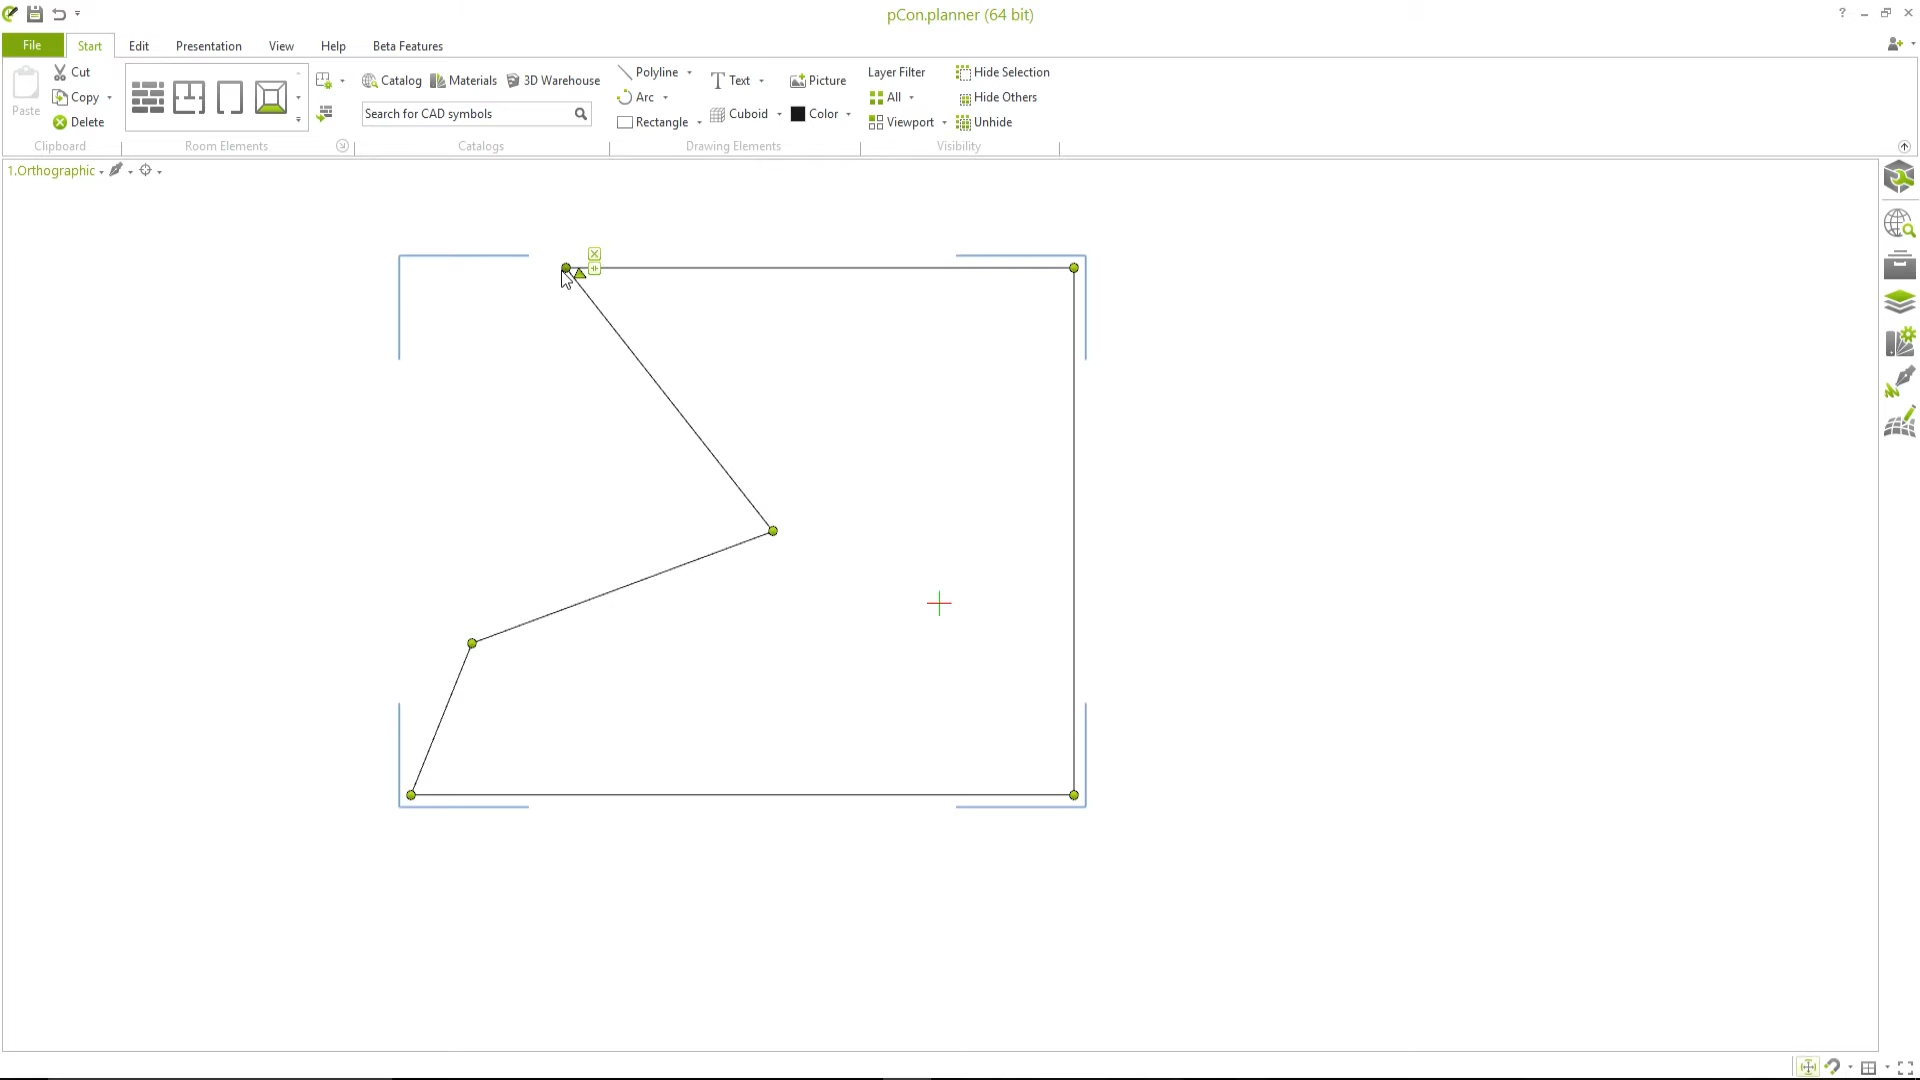 pCon.planner (64 bit)
File Start Edit Presentation View Help Beta Features
Paste
Cut
Copy
Delete
Clipboard
Room Elements
Catalog Materials 3D Warehouse
Search for CAD symbols
Catalogs
Polyline
Arc
Rectangle
Text
Cuboid
Picture
Color
Drawing Elements
Layer Filter
All
Viewport
Hide Selection
Hide Others
Unhide
Visibility
1.Orthographic